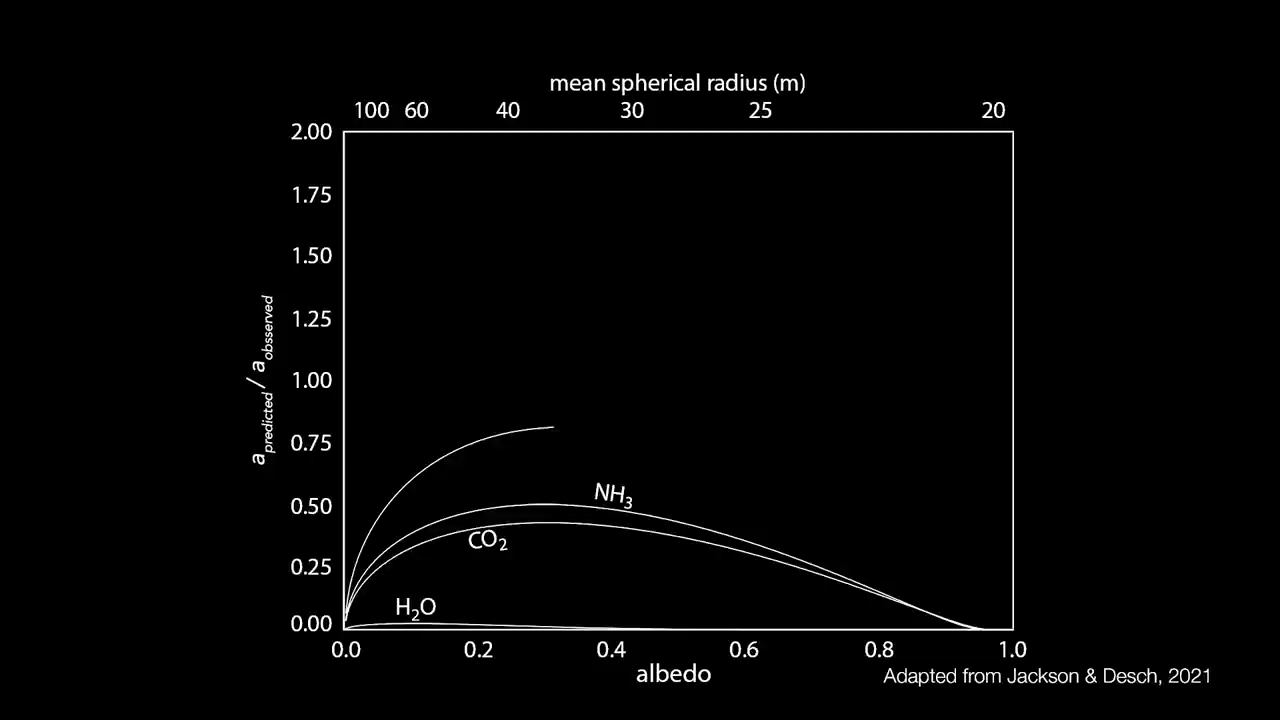 mean spherical radius (m)
100 60 40 30 25 20
2.00
1.75
1.50
1.25
1.00
0.75
0.50
0.25
0.00
a predicted / a obsserved
NH3
CO2
H2O
0.0 0.2 0.4 0.6 0.8 1.0
albedo
Adapted from Jackson & Desch, 2021